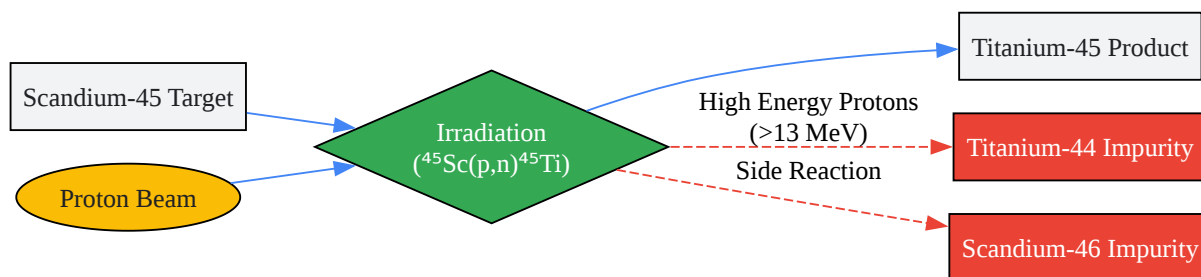 Scandium-45 Target
Proton Beam
Irradiation
(⁴⁵Sc(p,n)⁴⁵Ti)
High Energy Protons
(>13 MeV)
Side Reaction
Titanium-45 Product
Titanium-44 Impurity
Scandium-46 Impurity